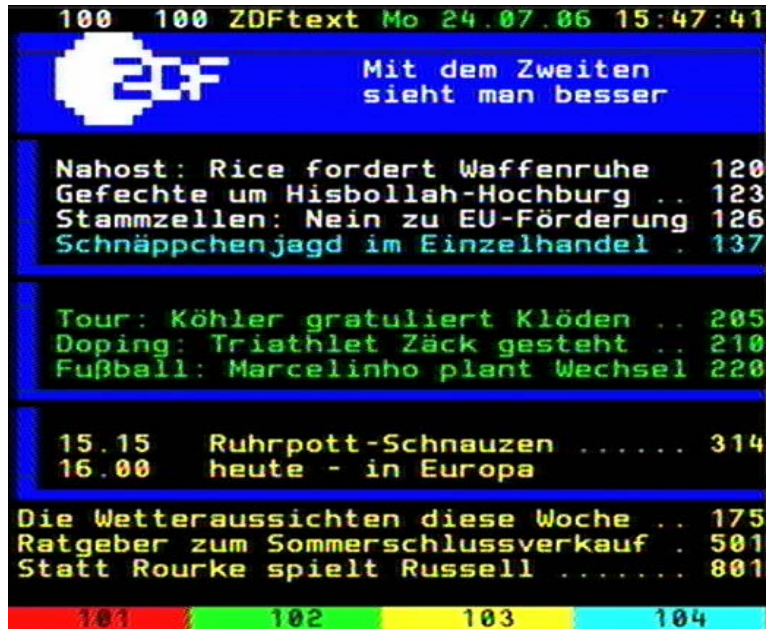 100 100 ZDFtext Mo 24.07.06 15:47:41
ZDF
Mit dem Zweiten
sieht man besser
Nahost: Rice fordert Waffenruhe 120
Gefechte um Hisbollah-Hochburg .. 123
Stammzellen: Nein zu EU-Förderung 126
Schnäppchenjagd im Einzelhandel . 137
Tour: Köhler gratuliert Klöden .. 205
Doping: Triathlet Zäck gesteht .. 210
Fußball: Marcelinho plant Wechsel 220
15.15 Ruhrpott-Schnauzen ...... 314
16.00 heute - in Europa
Die Wetteraussichten diese Woche .. 175
Ratgeber zum Sommerschlussverkauf . 501
Statt Rourke spielt Russell ....... 801
101 102 103 104